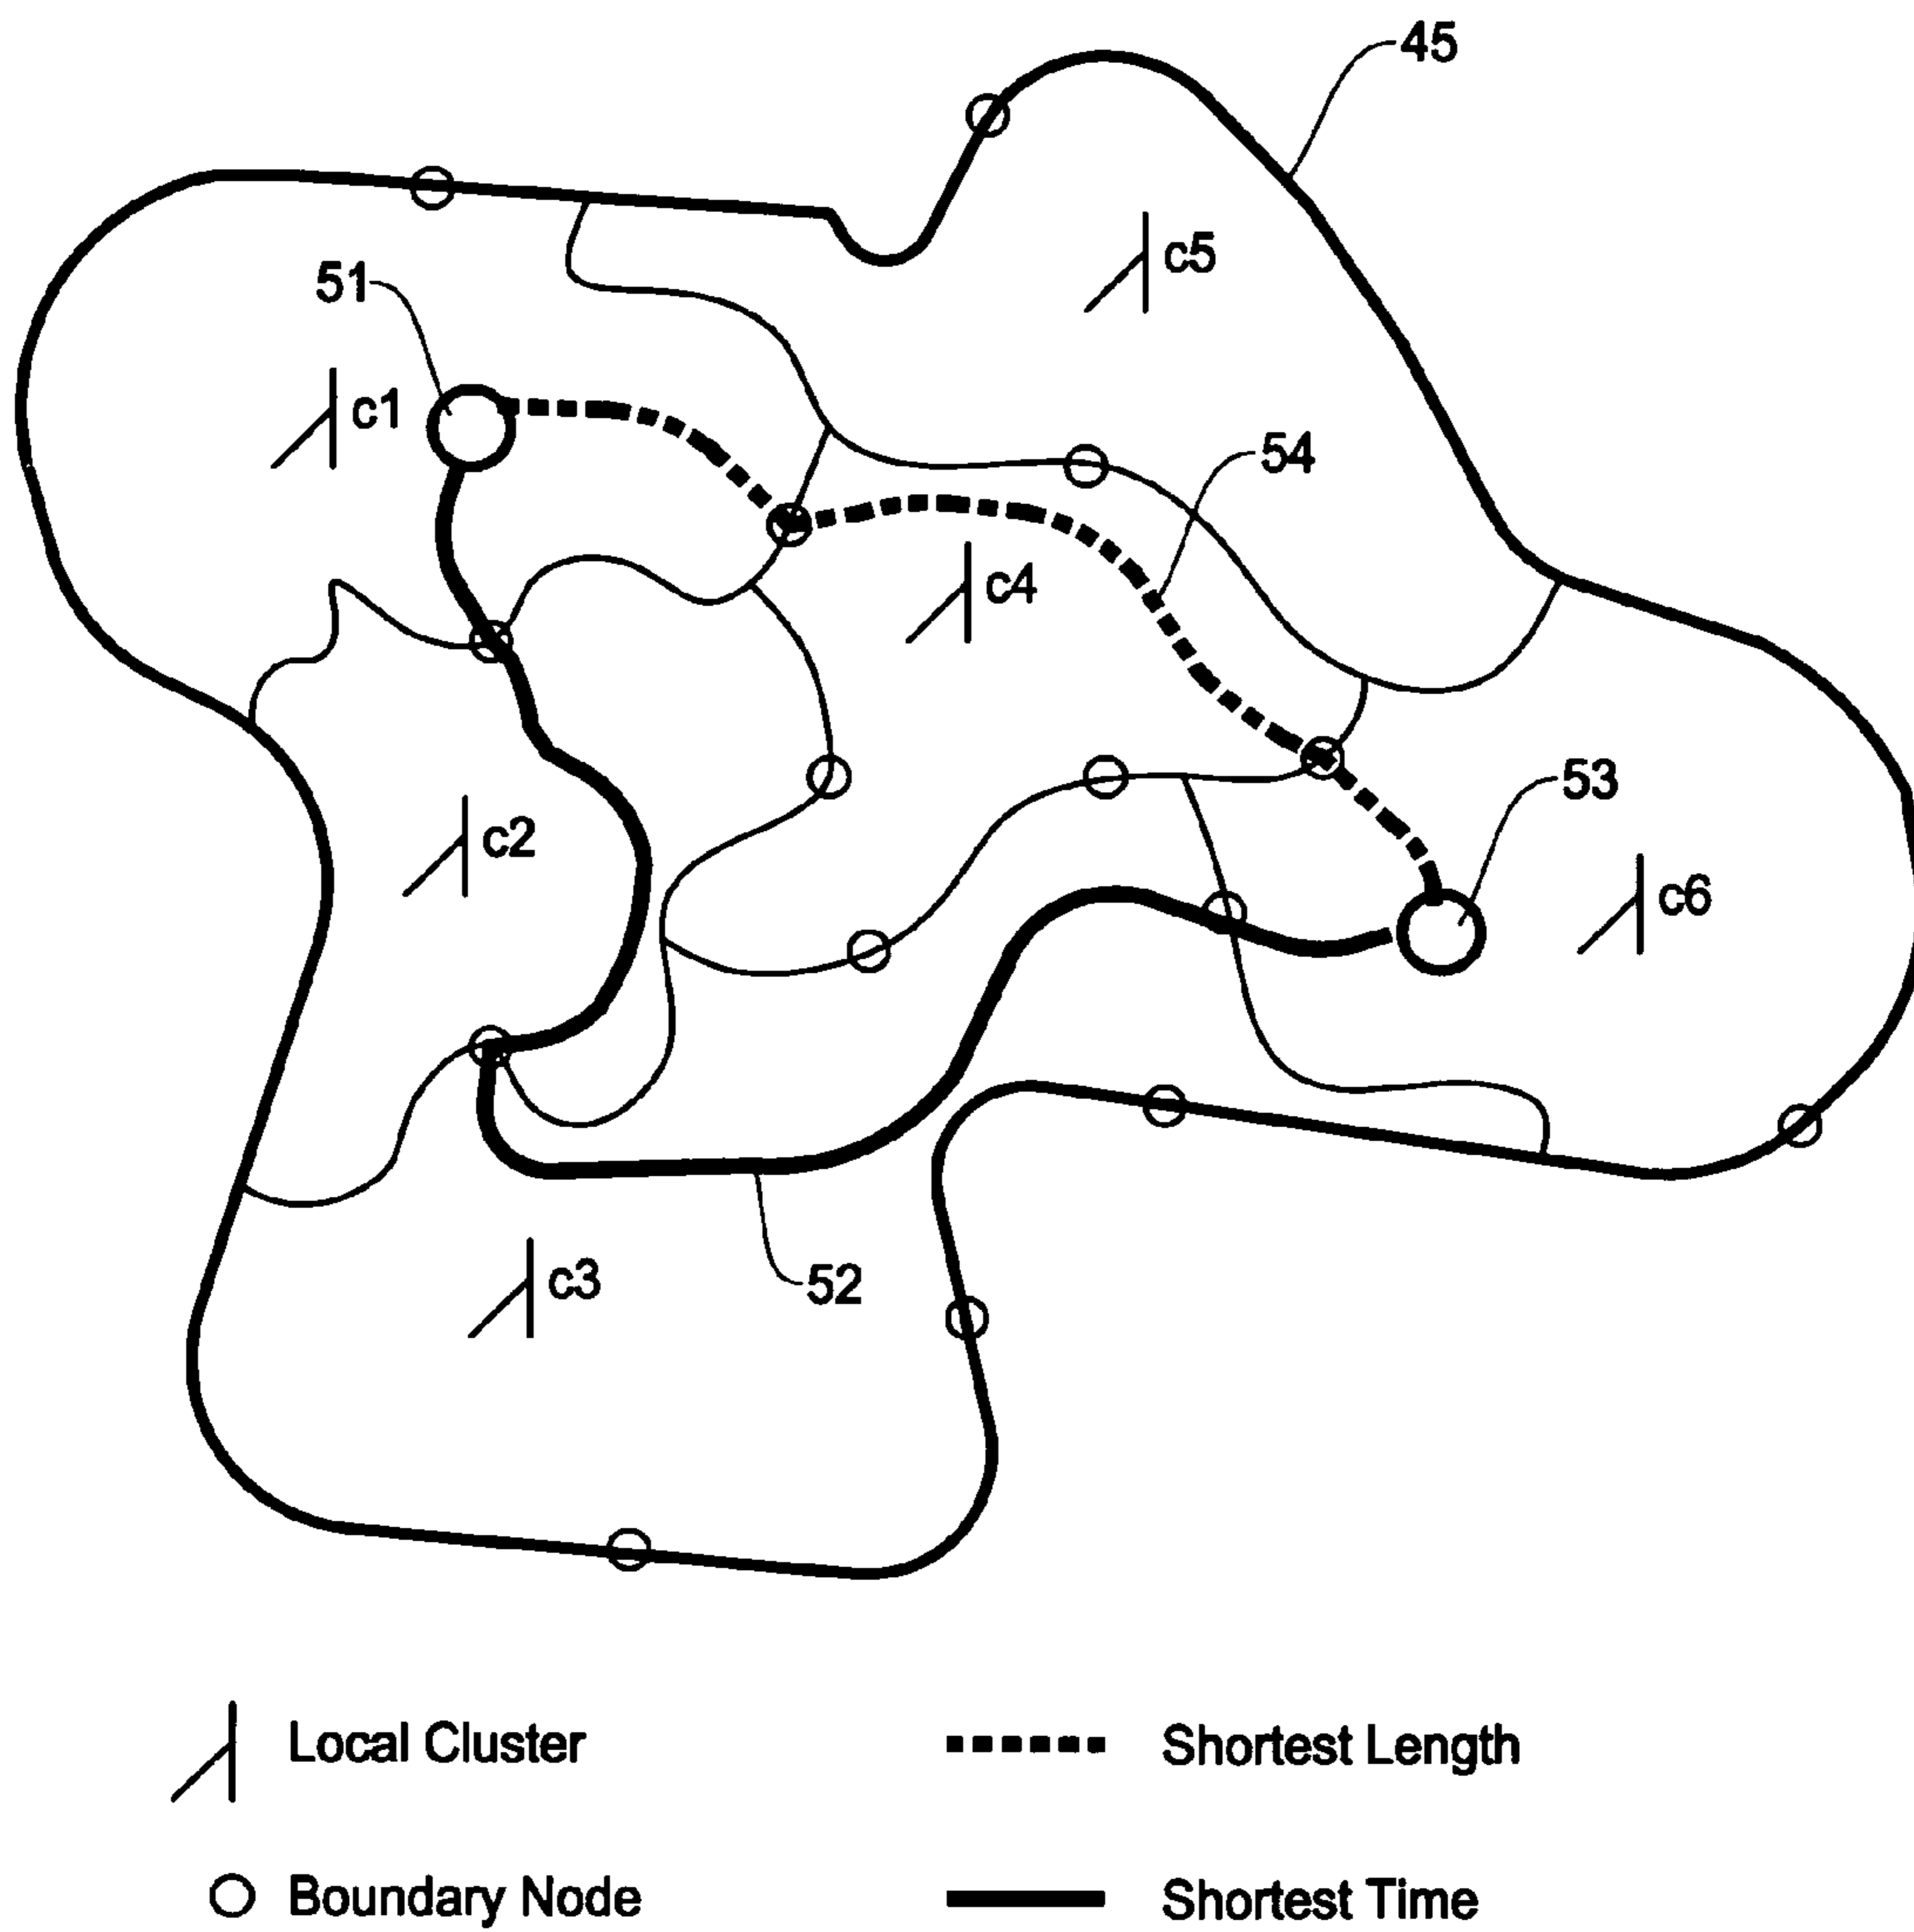 45
c5
51
c1
54
c4
53
c2
c6
c3
52
Local Cluster
Shortest Length
Boundary Node
Shortest Time